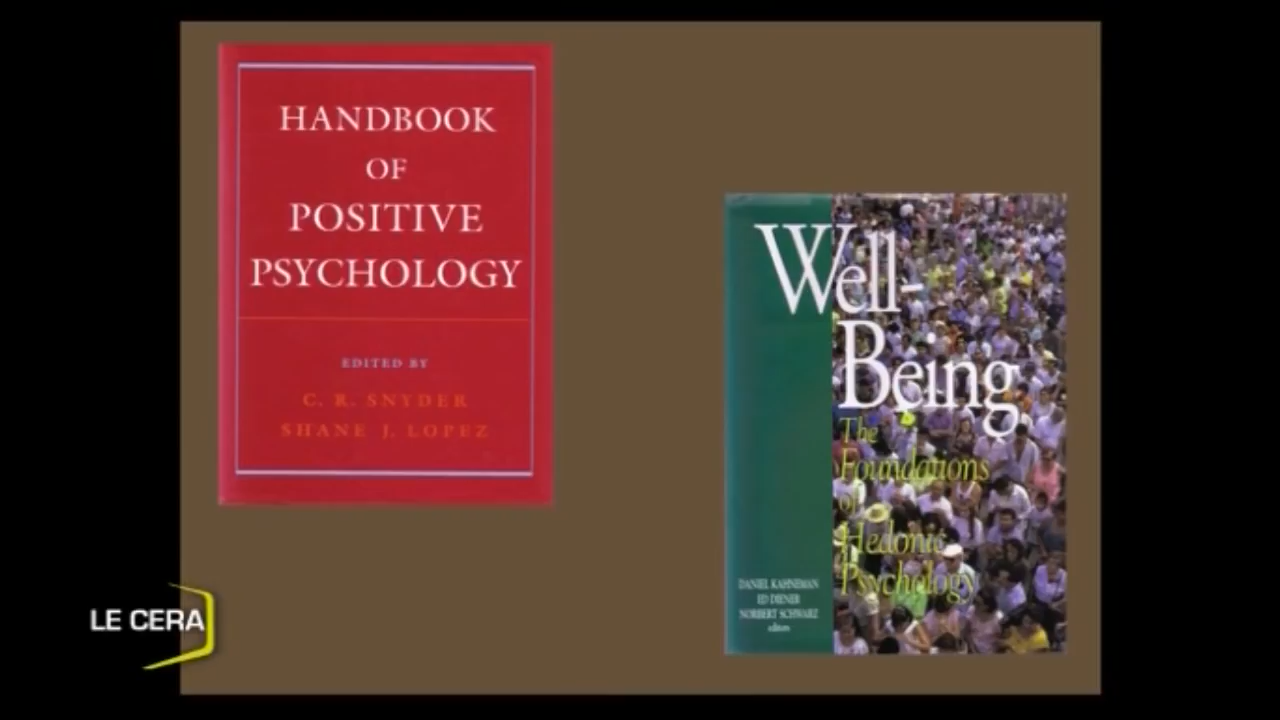 HANDBOOK
OF
POSITIVE
PSYCHOLOGY
EDITED BY
C. R. SNYDER
SHANE J. LOPEZ
Well-
Being
The
Foundations
of
Hedonic
Psychology
DANIEL KAHNEMAN
ED DIENER
NORBERT SCHWARZ
editors
LE CERA